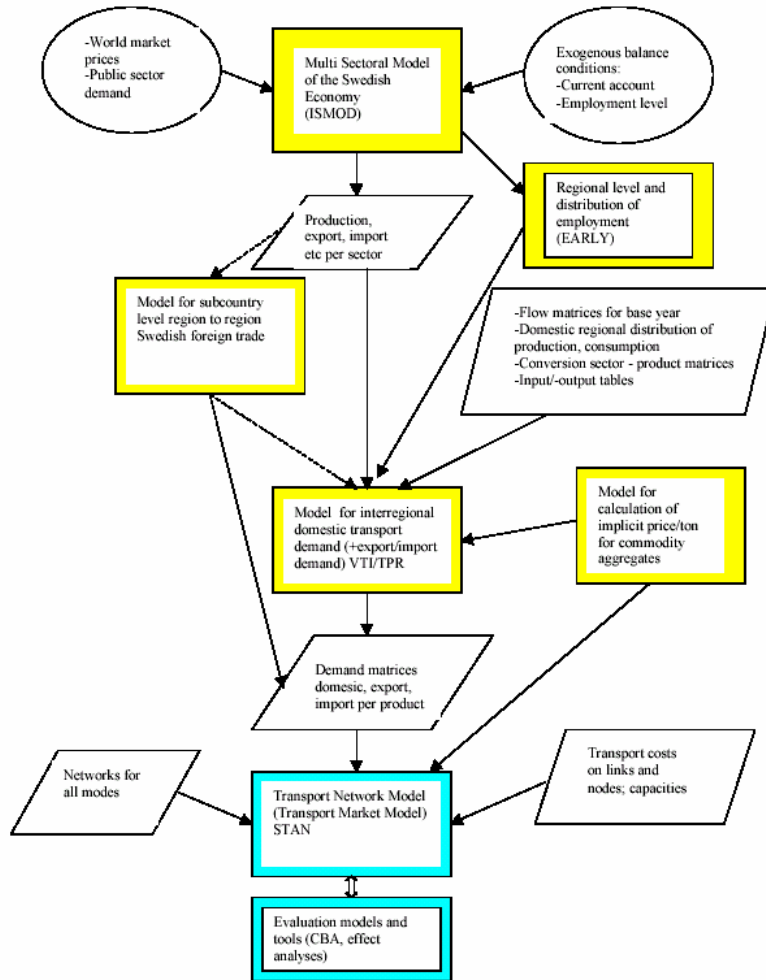 -World market
prices
-Public sector
demand
Multi Sectoral Model
of the Swedish
Economy
(ISMOD)
Exogenous balance
conditions:
-Current account
-Employment level
Production,
export, import
etc per sector
Regional level and
distribution of
employment
(EARLY)
Model for subcountry
level region to region
Swedish foreign trade
-Flow matrices for base year
-Domestic regional distribution of
production, consumption
-Conversion sector - product matrices
-Input/-output tables
Model for interregional
domestic transport
demand (+export/import
demand) VTI/TPR
Model for
calculation of
implicit price/ton
for commodity
aggregates
Demand matrices
domesic, export,
import per product
Networks for
all modes
Transport Network Model
(Transport Market Model)
STAN
Transport costs
on links and
nodes; capacities
Evaluation models and
tools (CBA, effect
analyses)